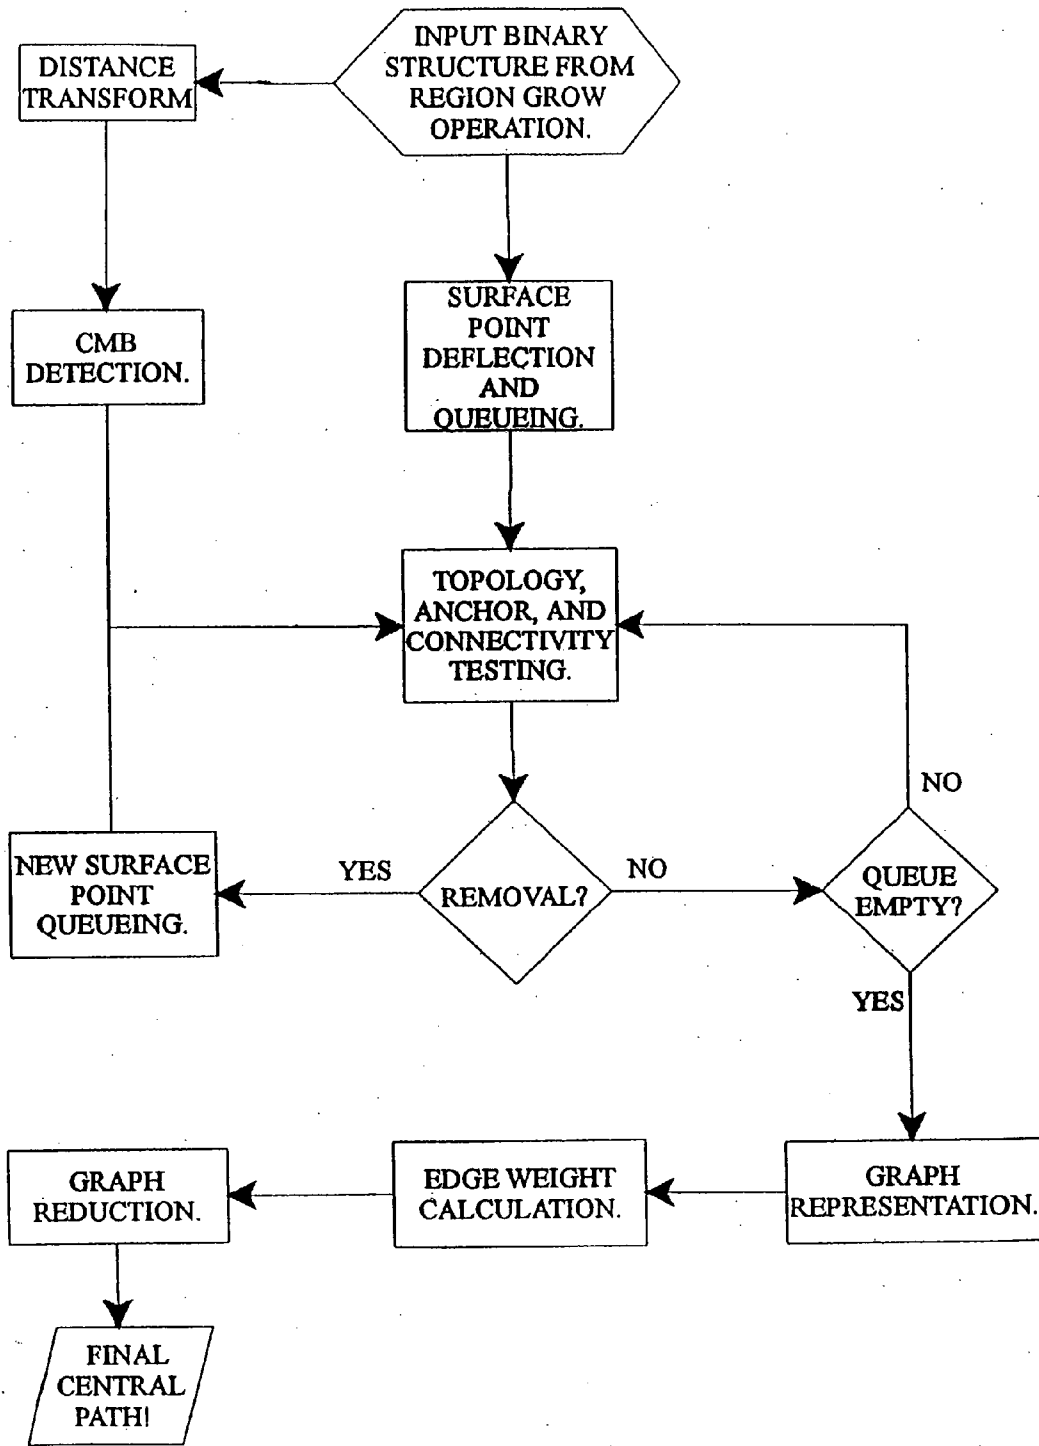 INPUT BINARY
STRUCTURE FROM
REGION GROW
OPERATION.
DISTANCE
TRANSFORM
SURFACE
POINT
DEFLECTION
AND
QUEUEING.
CMB
DETECTION.
TOPOLOGY,
ANCHOR, AND
CONNECTIVITY
TESTING.
NO
NEW SURFACE
POINT
QUEUEING.
YES
REMOVAL?
NO
QUEUE
EMPTY?
YES
GRAPH
REDUCTION.
EDGE WEIGHT
CALCULATION.
GRAPH
REPRESENTATION.
FINAL
CENTRAL
PATH!